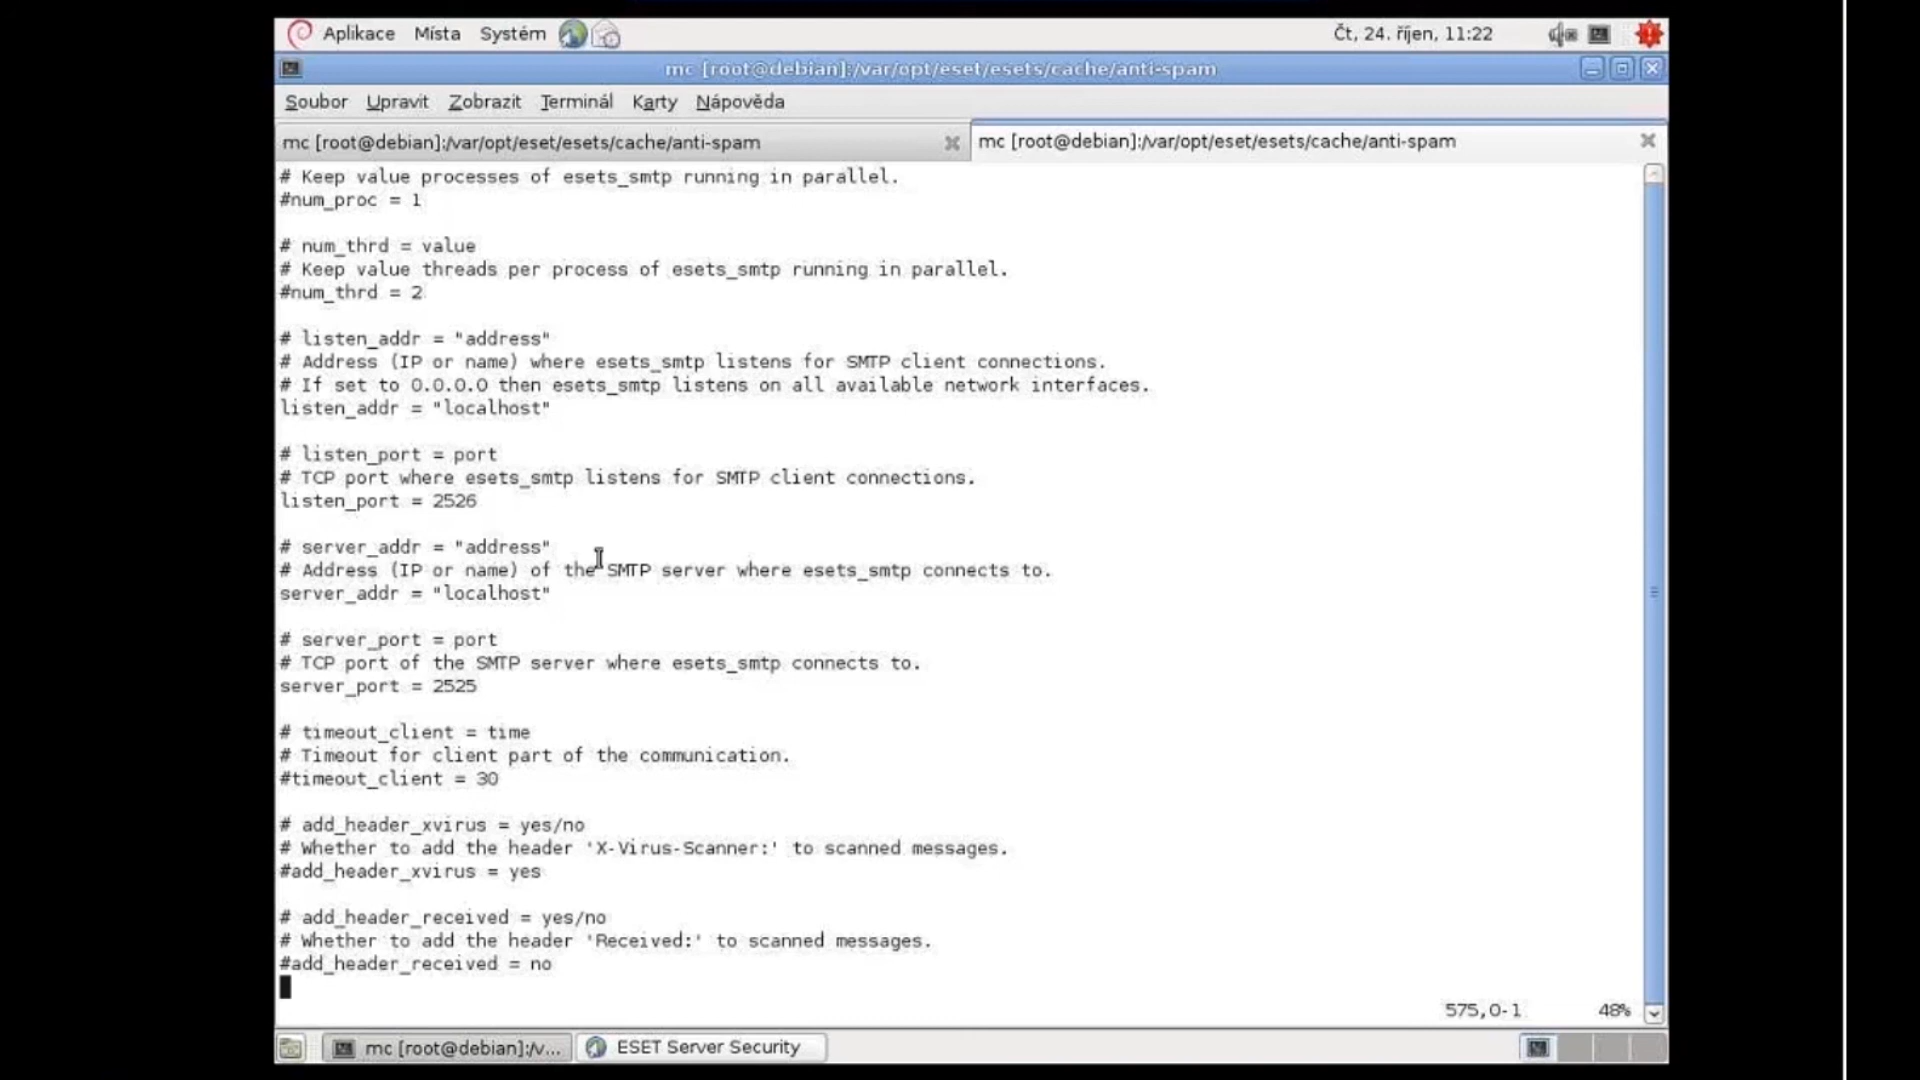 Aplikace Místa Systém Čt, 24. říjen, 11:22
mc [root@debian]:/var/opt/eset/esets/cache/anti-spam
Soubor Upravit Zobrazit Terminál Karty Nápověda
mc [root@debian]:/var/opt/eset/esets/cache/anti-spam mc [root@debian]:/var/opt/eset/esets/cache/anti-spam
# Keep value processes of esets_smtp running in parallel.
#num_proc = 1
# num_thrd = value
# Keep value threads per process of esets_smtp running in parallel.
#num_thrd = 2
# listen_addr = "address"
# Address (IP or name) where esets_smtp listens for SMTP client connections.
# If set to 0.0.0.0 then esets_smtp listens on all available network interfaces.
listen_addr = "localhost"
# listen_port = port
# TCP port where esets_smtp listens for SMTP client connections.
listen_port = 2526
# server_addr = "address"
# Address (IP or name) of the SMTP server where esets_smtp connects to.
server_addr = "localhost"
# server_port = port
# TCP port of the SMTP server where esets_smtp connects to.
server_port = 2525
# timeout_client = time
# Timeout for client part of the communication.
#timeout_client = 30
# add_header_xvirus = yes/no
# Whether to add the header 'X-Virus-Scanner:' to scanned messages.
#add_header_xvirus = yes
# add_header_received = yes/no
# Whether to add the header 'Received:' to scanned messages.
#add_header_received = no
575,0-1 48%
mc [root@debian]:/v... ESET Server Security